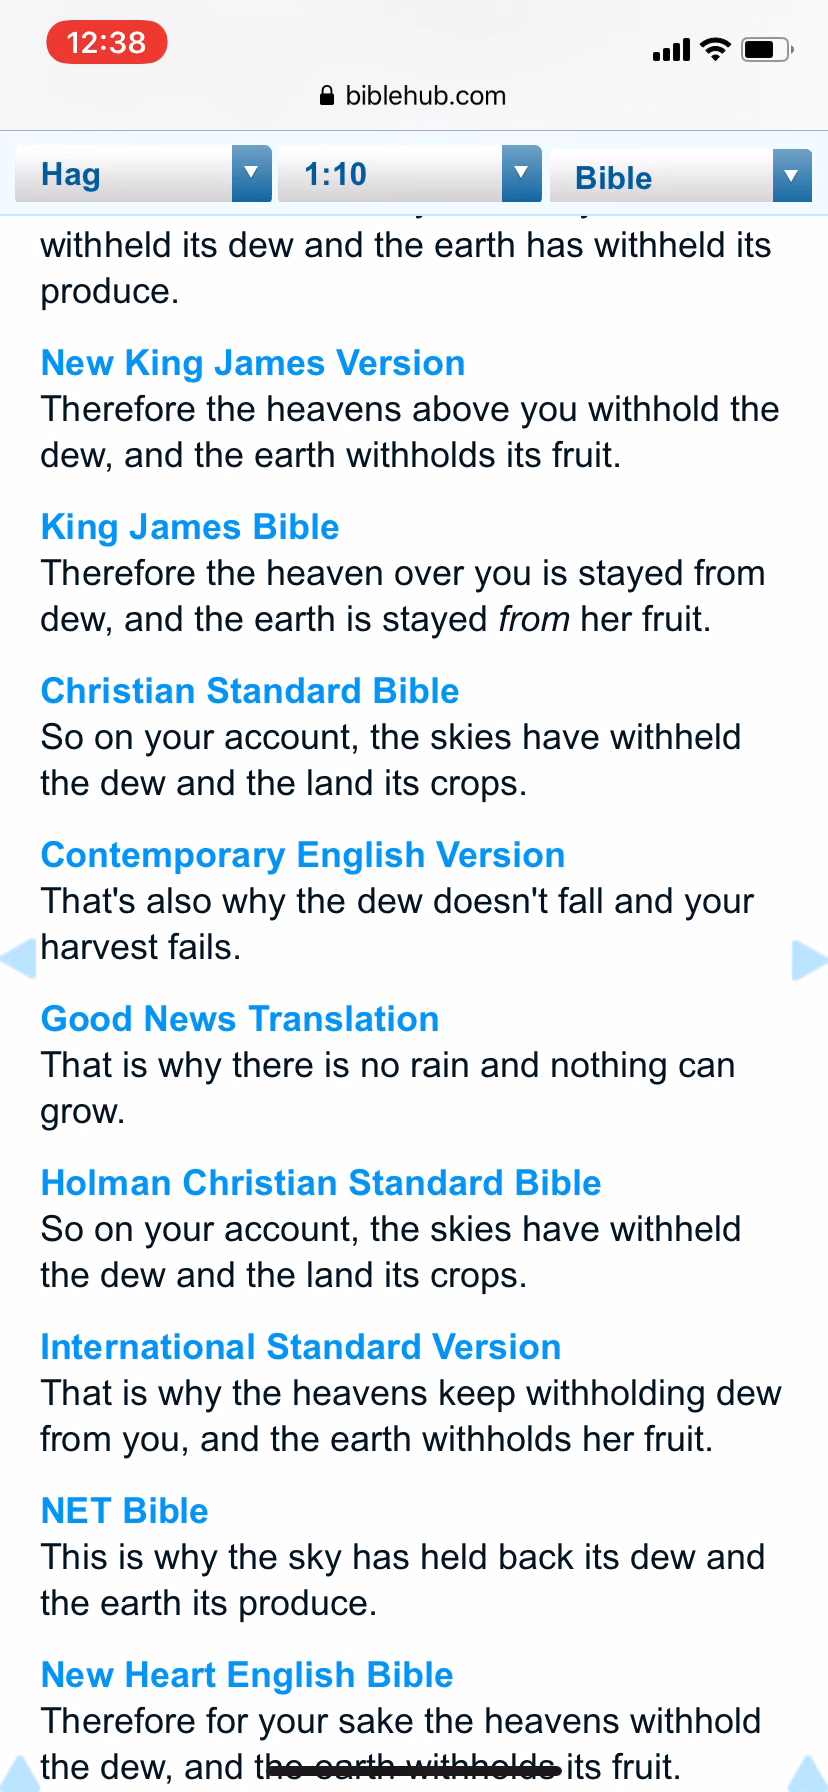 12:38
biblehub.com
Hag 1:10 Bible
withheld its dew and the earth has withheld its
produce.
New King James Version
Therefore the heavens above you withhold the
dew, and the earth withholds its fruit.
King James Bible
Therefore the heaven over you is stayed from
dew, and the earth is stayed from her fruit.
Christian Standard Bible
So on your account, the skies have withheld
the dew and the land its crops.
Contemporary English Version
That's also why the dew doesn't fall and your
harvest fails.
Good News Translation
That is why there is no rain and nothing can
grow.
Holman Christian Standard Bible
So on your account, the skies have withheld
the dew and the land its crops.
International Standard Version
That is why the heavens keep withholding dew
from you, and the earth withholds her fruit.
NET Bible
This is why the sky has held back its dew and
the earth its produce.
New Heart English Bible
Therefore for your sake the heavens withhold
the dew, and the earth withholds its fruit.